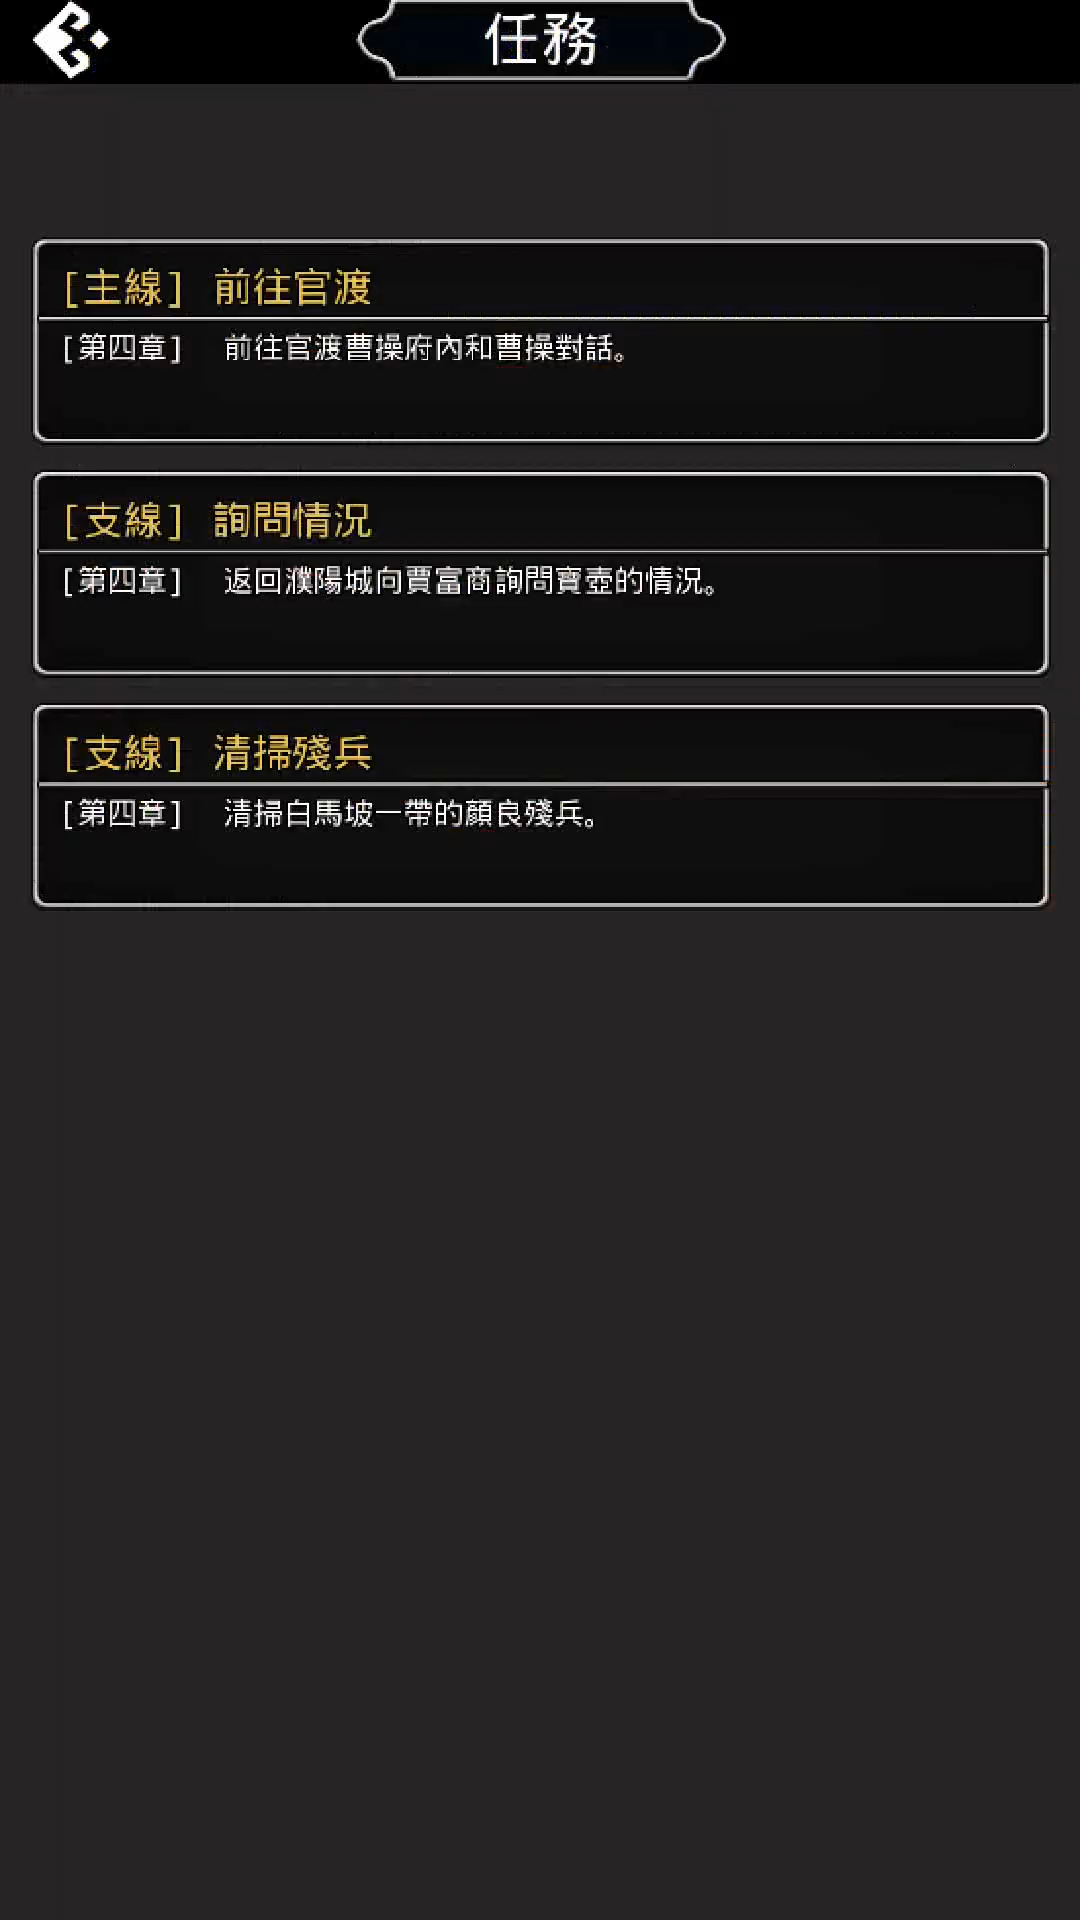 任務
[主線] 前往官渡
[第四章] 前往官渡曹操府內和曹操對話。
[支線] 詢問情況
[第四章] 返回濮陽城向賈富商詢問寶壺的情況。
[支線] 清掃殘兵
[第四章] 清掃白馬坡一帶的顏良殘兵。